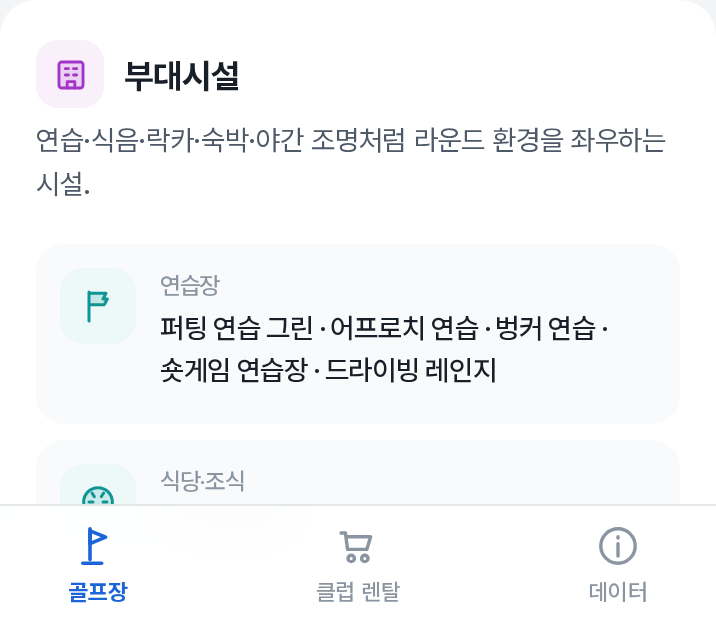 부대시설
연습·식음·락카·숙박·야간 조명처럼 라운드 환경을 좌우하는
시설.
연습장
퍼팅 연습 그린 · 어프로치 연습 · 벙커 연습 ·
숏게임 연습장 · 드라이빙 레인지
식당·조식
골프장
클럽 렌탈
데이터